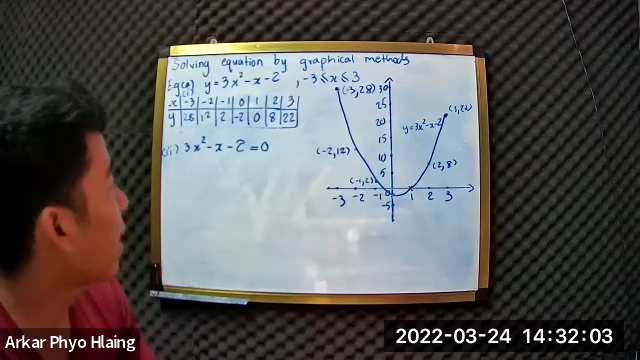 Solving equation by graphical methods
Eg(a) y = 3x² - x - 2 , -3 ≤ x ≤ 3
(i)
x -3 -2 -1 0 1 2 3
y 28 12 2 -2 0 8 22
(ii) 3x² - x - 2 = 0
(-3, 28) 30
25
20
15
10
5
-5
y = 3x² - x - 2
(-2, 12)
(2, 8)
(-1, 2)
-3 -2 -1 0 1 2 3
Arkar Phyo Hlaing
2022-03-24 14:32:03